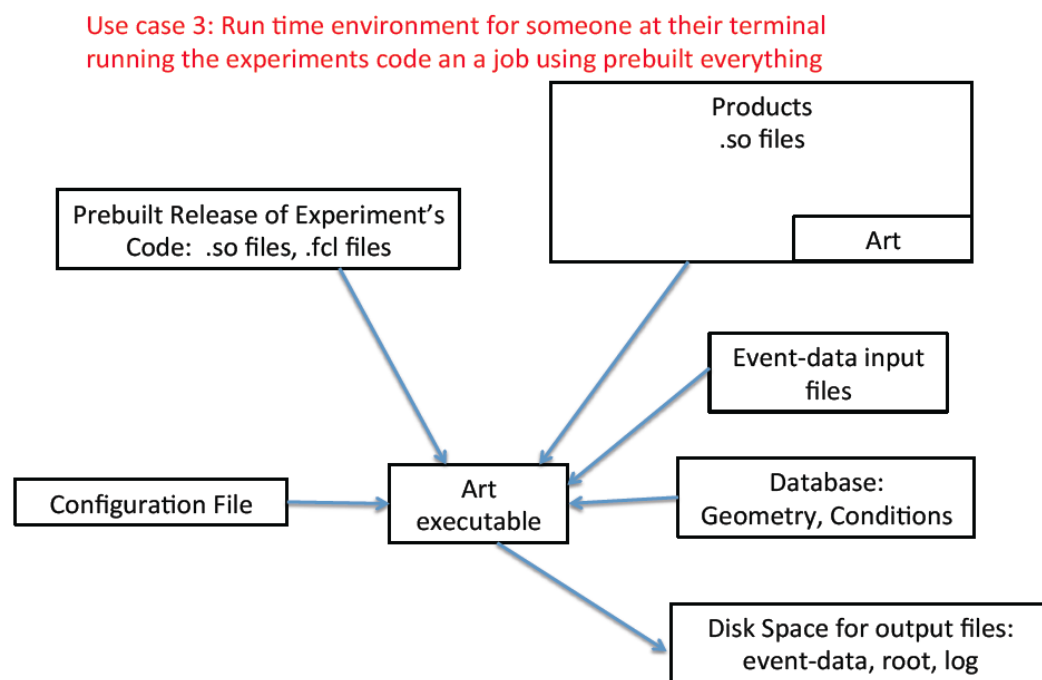 Use case 3: Run time environment for someone at their terminal
running the experiments code an a job using prebuilt everything
Products
.so files
Art
Prebuilt Release of Experiment’s
Code:  .so files, .fcl files
Event-data input
files
Configuration File
Art
executable
Database:
Geometry, Conditions
Disk Space for output files:
event-data, root, log